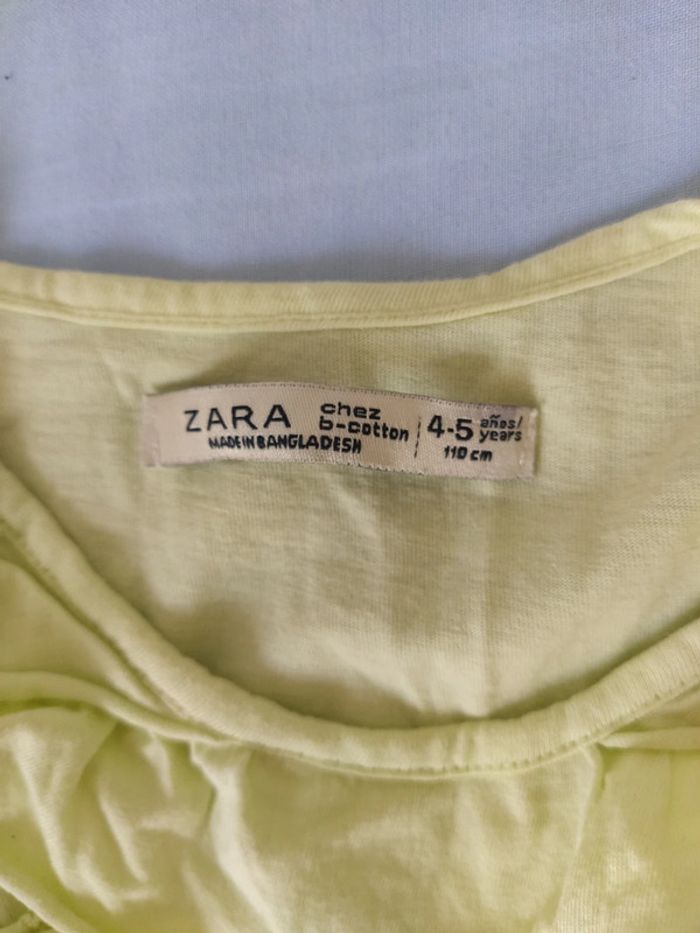 ZARA
MADE IN BANGLADESH
chez
b-cotton
4-5 años/
years
110 cm